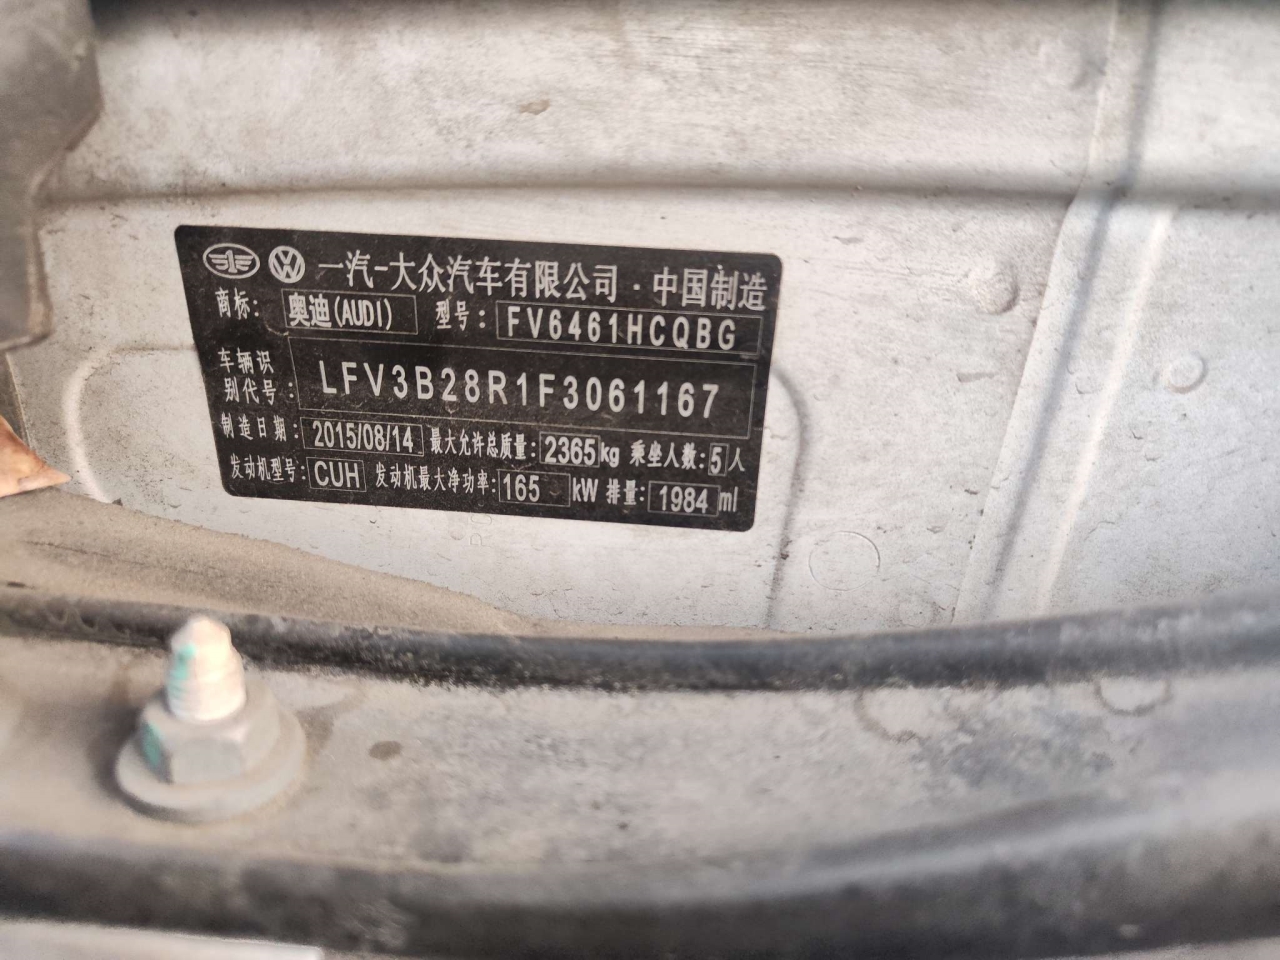 一汽-大众汽车有限公司·中国制造
商标: 奥迪(AUDI) 型号: FV6461HCQBG
车辆识
别代号: LFV3B28R1F3061167
制造日期: 2015/08/14 最大允许总质量: 2365kg 乘坐人数: 5人
发动机型号: CUH 发动机最大净功率: 165 kW 排量: 1984 ml